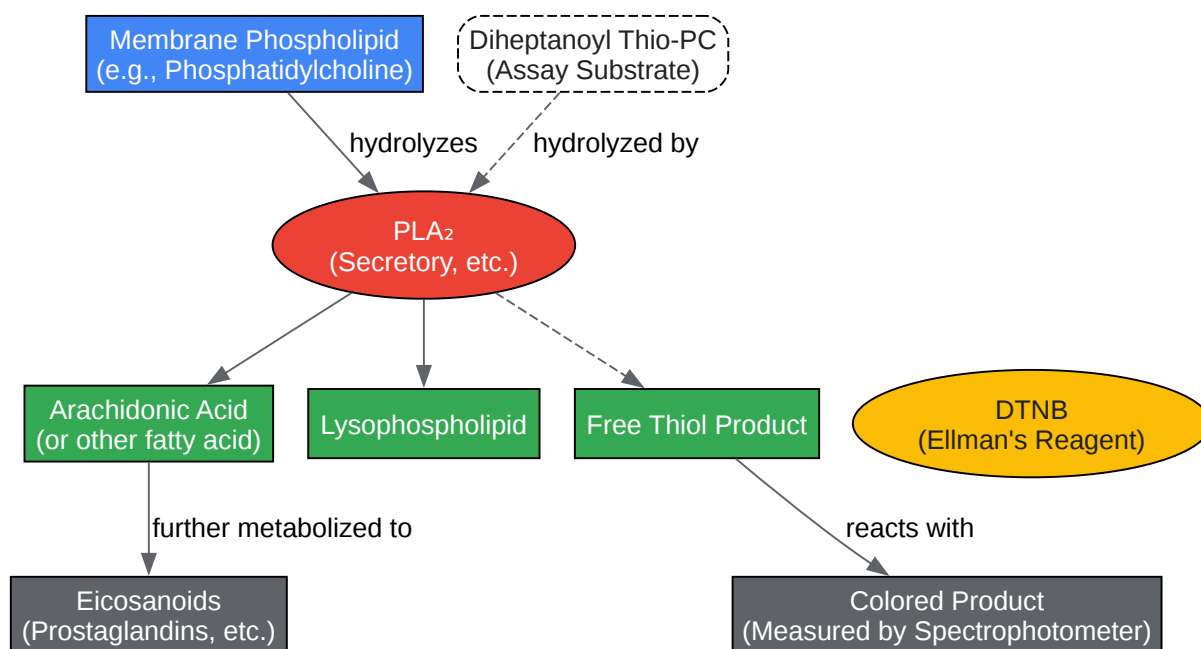 Membrane Phospholipid
(e.g., Phosphatidylcholine)
Diheptanoyl Thio-PC
(Assay Substrate)
hydrolyzes
hydrolyzed by
PLA₂
(Secretory, etc.)
Arachidonic Acid
(or other fatty acid)
Lysophospholipid
Free Thiol Product
DTNB
(Ellman's Reagent)
further metabolized to
reacts with
Eicosanoids
(Prostaglandins, etc.)
Colored Product
(Measured by Spectrophotometer)